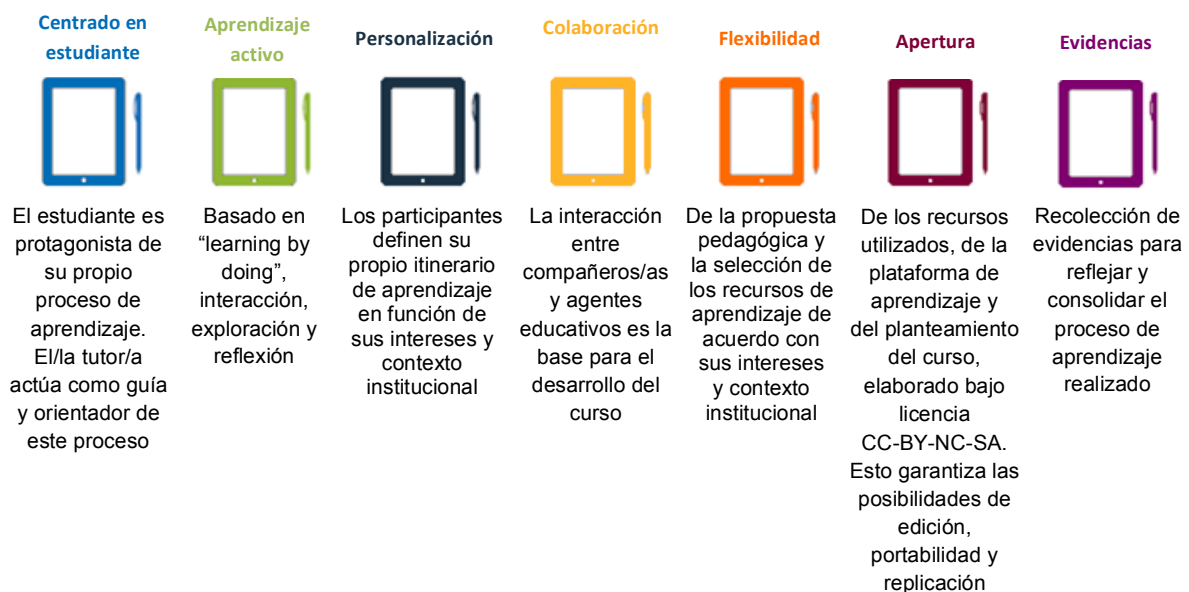 Centrado en
estudiante
El estudiante es
protagonista de
su propio
proceso de
aprendizaje.
El/la tutor/a
actúa como guía
y orientador de
este proceso
Aprendizaje
activo
Basado en
“learning by
doing”,
interacción,
exploración y
reflexión
Personalización
Los participantes
definen su
propio itinerario
de aprendizaje
en función de
sus intereses y
contexto
institucional
Colaboración
La interacción
entre
compañeros/as
y agentes
educativos es la
base para el
desarrollo del
curso
Flexibilidad
De la propuesta
pedagógica y
la selección de
los recursos de
aprendizaje de
acuerdo con
sus intereses
y contexto
institucional
Apertura
De los recursos
utilizados, de la
plataforma de
aprendizaje y
del planteamiento
del curso,
elaborado bajo
licencia
CC-BY-NC-SA.
Esto garantiza las
posibilidades de
edición,
portabilidad y
replicación
Evidencias
Recolección de
evidencias para
reflejar y
consolidar el
proceso de
aprendizaje
realizado